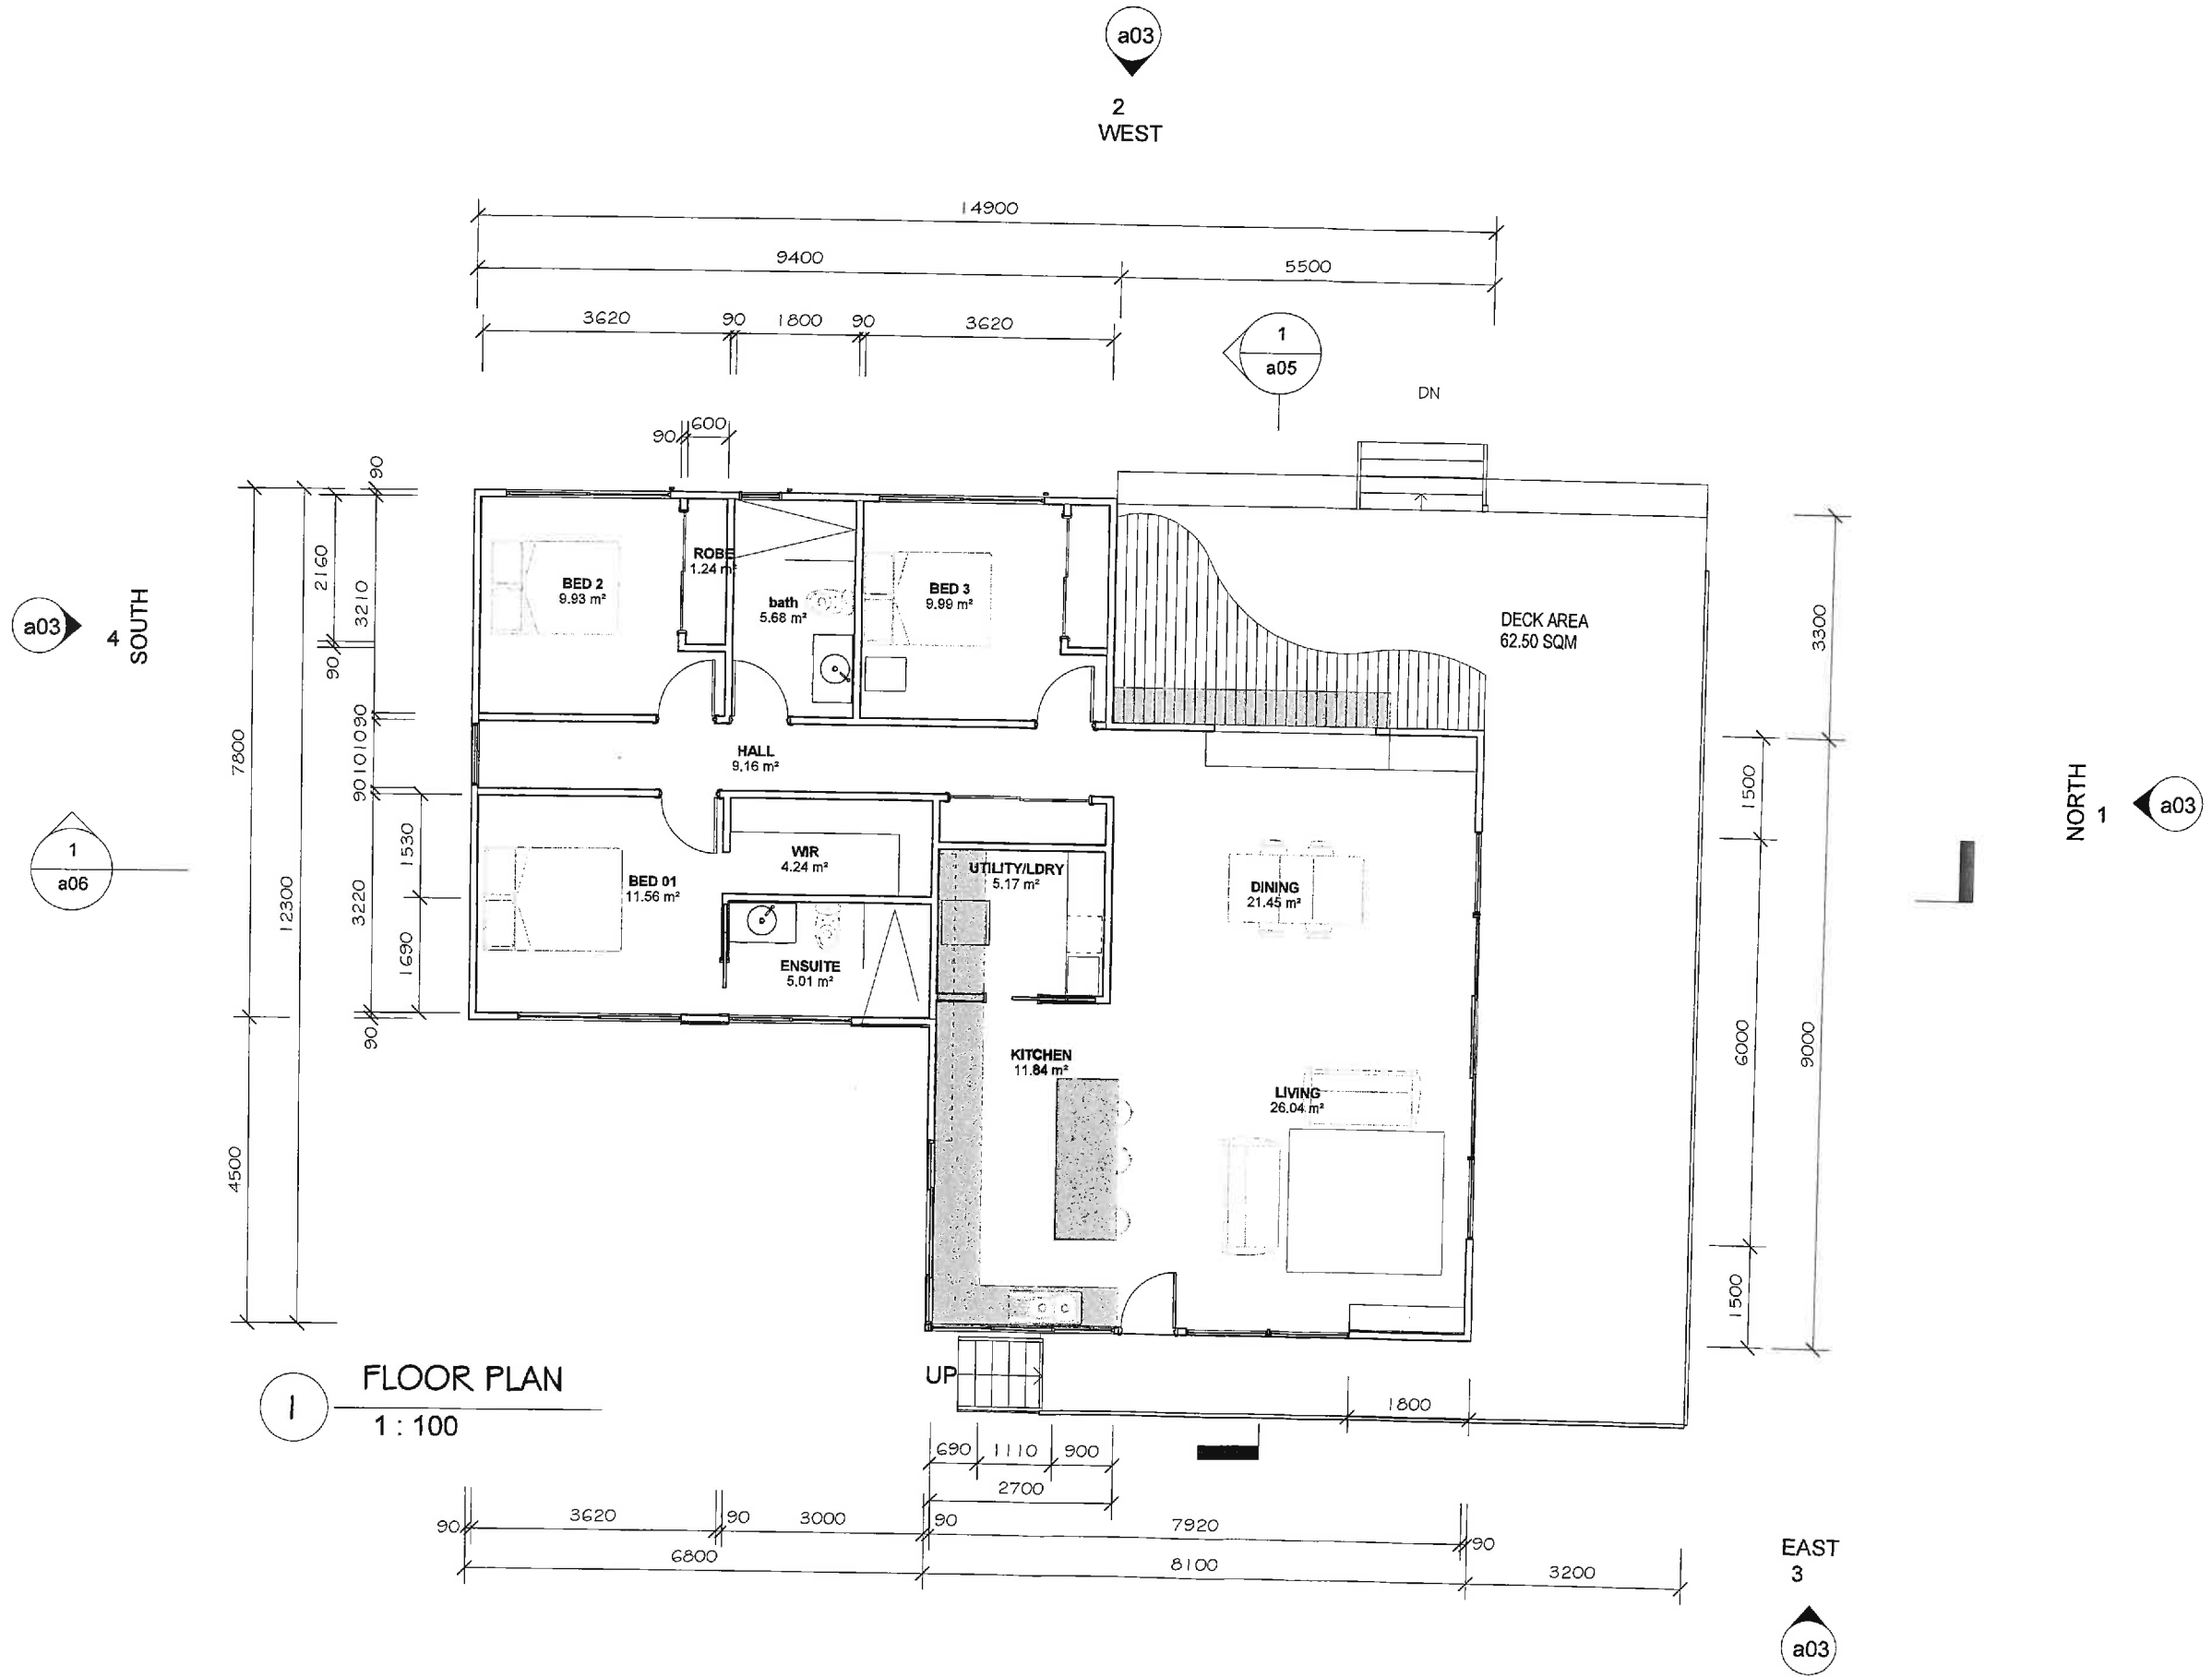 a03
2
WEST
14900
9400
5500
3620
90
1800
90
3620
1
a05
DN
90
600
90
2160
3210
90
90
1010
90
7800
12300
4500
1530
3220
1690
90
a03
4
SOUTH
1
a06
ROBE
1.24 m²
BED 2
9.93 m²
bath
5.68 m²
BED 3
9.99 m²
DECK AREA
62.50 SQM
HALL
9.16 m²
WIR
4.24 m²
UTILITY/LDRY
5.17 m²
BED 01
11.56 m²
DINING
21.45 m²
ENSUITE
5.01 m²
KITCHEN
11.84 m²
LIVING
26.04 m²
3300
1500
6000
9000
1500
NORTH
1
a03
UP
1
FLOOR PLAN
1 : 100
1800
690
1110
900
2700
90
3620
90
3000
90
7920
90
6800
8100
3200
EAST
3
a03